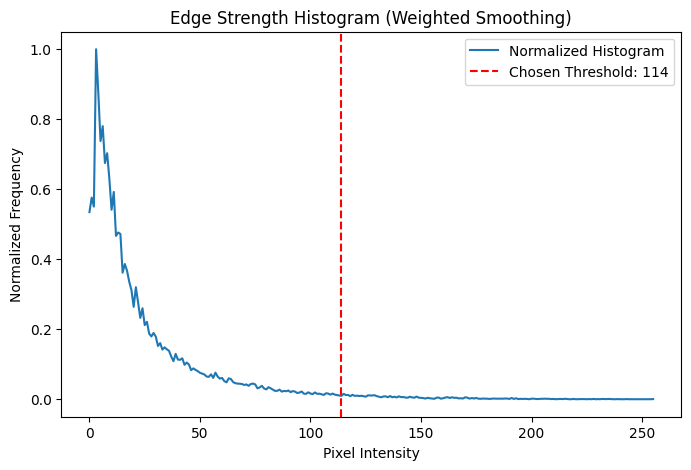 Edge Strength Histogram (Weighted Smoothing)
Normalized Histogram
Chosen Threshold: 114
Normalized Frequency
1.0
0.8
0.6
0.4
0.2
0.0
0 50 100 150 200 250
Pixel Intensity